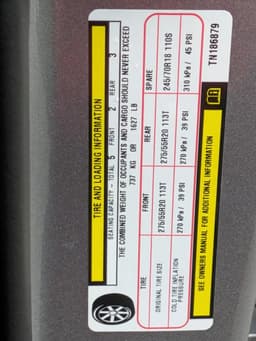 TIRE AND LOADING INFORMATION
SEATING CAPACITY - TOTAL 5 FRONT 2 REAR 3
THE COMBINED WEIGHT OF OCCUPANTS AND CARGO SHOULD NEVER EXCEED
737 KG OR 1627 LB
TIRE FRONT REAR SPARE
ORIGINAL TIRE SIZE 275/55R20 113T 275/55R20 113T 245/70R18 110S
COLD TIRE INFLATION PRESSURE 270 kPa / 39 PSI 270 kPa / 39 PSI 310 kPa / 45 PSI
SEE OWNERS MANUAL FOR ADDITIONAL INFORMATION
TN186879